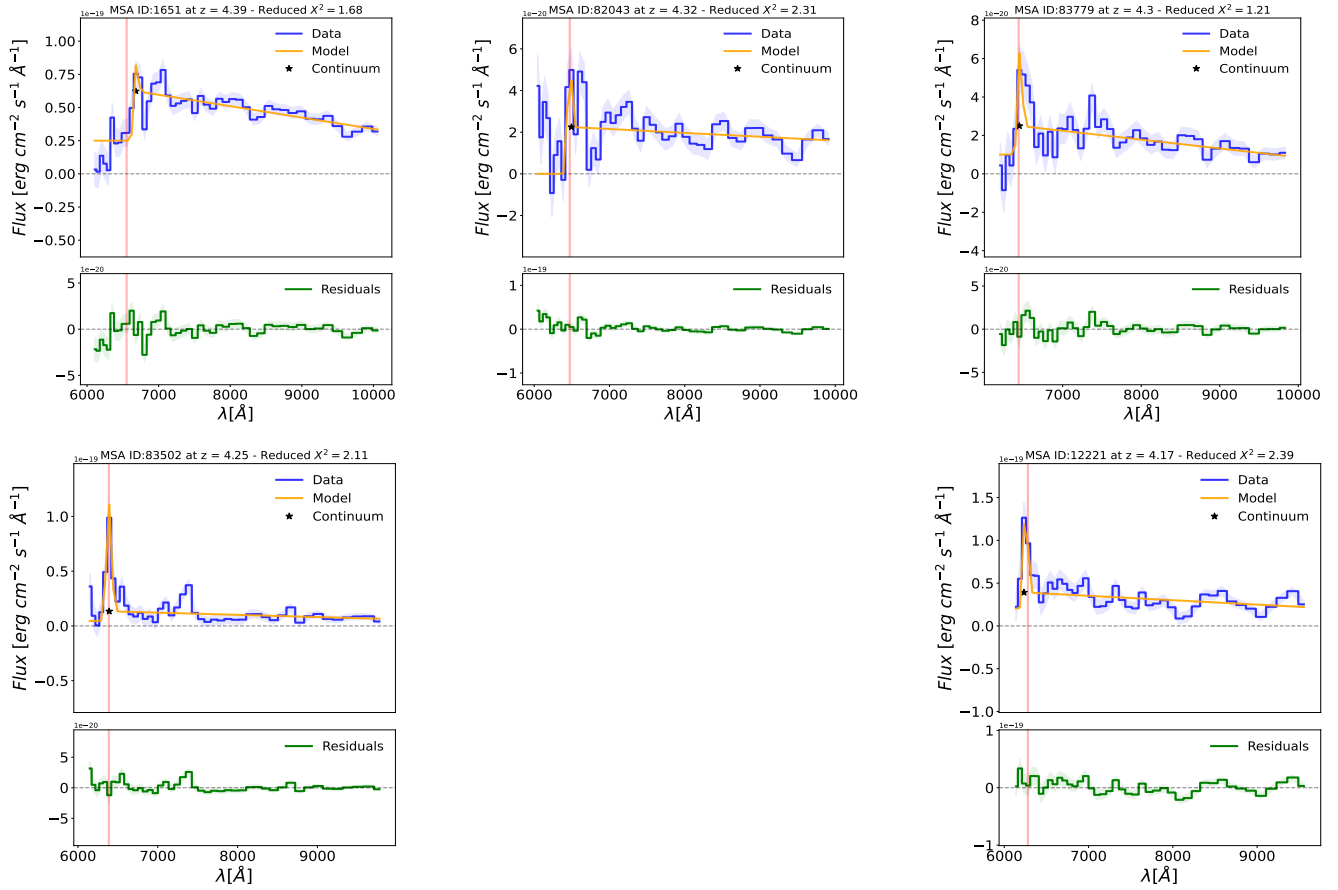 MSA ID:1651 at z = 4.39 - Reduced X² = 1.68
1e−19
Data
Model
Continuum
1.00
0.75
0.50
0.25
0.00
−0.25
−0.50
Flux [erg cm⁻² s⁻¹ Å⁻¹]
1e−20
Residuals
5
0
−5
6000 7000 8000 9000 10000
λ[Å]
MSA ID:82043 at z = 4.32 - Reduced X² = 2.31
1e−20
Data
Model
Continuum
6
4
2
0
−2
Flux [erg cm⁻² s⁻¹ Å⁻¹]
1e−19
Residuals
1
0
−1
6000 7000 8000 9000 10000
λ[Å]
MSA ID:83779 at z = 4.3 - Reduced X² = 1.21
1e−20
Data
Model
Continuum
8
6
4
2
0
−2
−4
Flux [erg cm⁻² s⁻¹ Å⁻¹]
1e−20
Residuals
5
0
−5
7000 8000 9000 10000
λ[Å]
MSA ID:83502 at z = 4.25 - Reduced X² = 2.11
1e−19
Data
Model
Continuum
1.0
0.5
0.0
−0.5
Flux [erg cm⁻² s⁻¹ Å⁻¹]
1e−20
Residuals
5
0
−5
6000 7000 8000 9000
λ[Å]
MSA ID:12221 at z = 4.17 - Reduced X² = 2.39
1e−19
Data
Model
Continuum
1.5
1.0
0.5
0.0
−0.5
−1.0
Flux [erg cm⁻² s⁻¹ Å⁻¹]
1e−19
Residuals
1
0
−1
6000 7000 8000 9000
λ[Å]